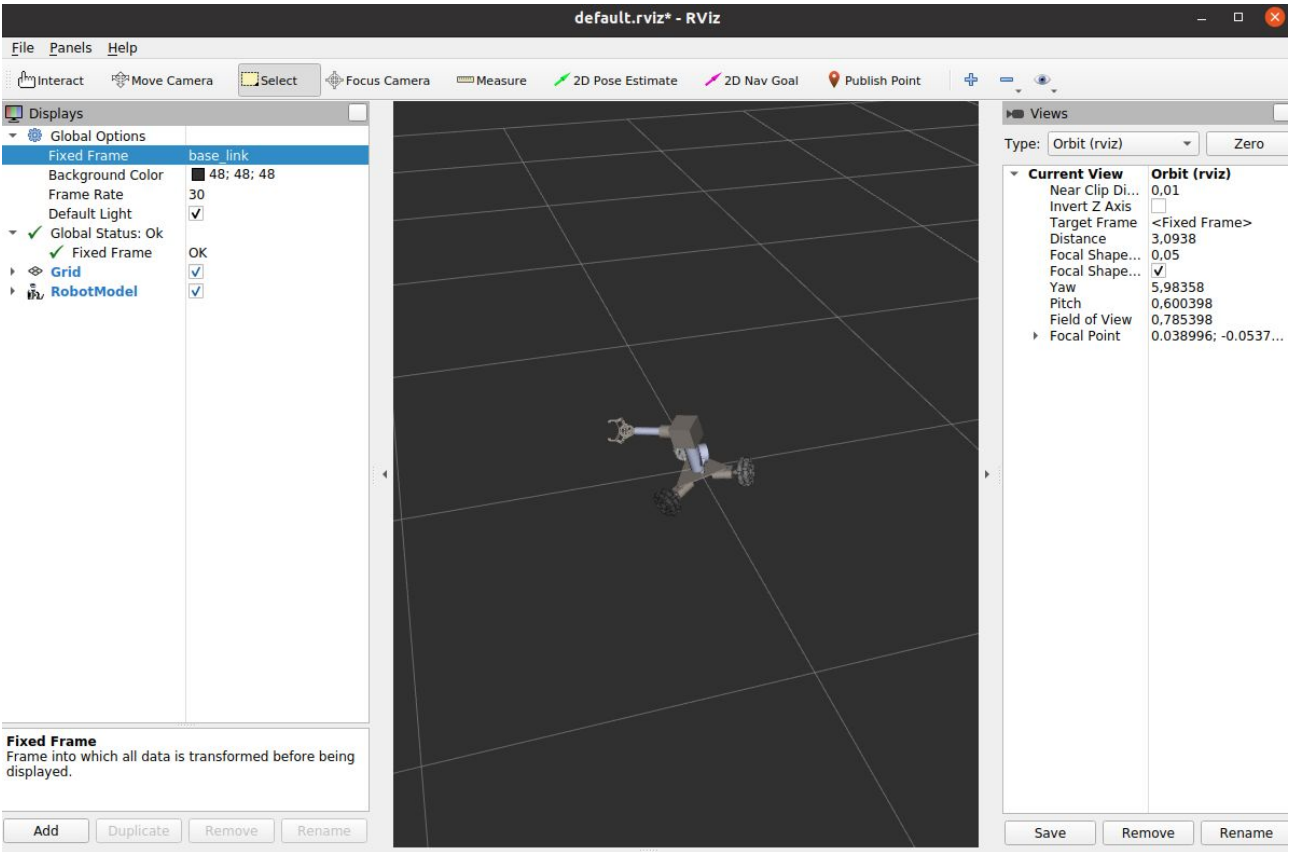 default.rviz* - RViz
File Panels Help
Interact Move Camera Select Focus Camera Measure 2D Pose Estimate 2D Nav Goal Publish Point
Displays
Global Options
Fixed Frame base_link
Background Color 48; 48; 48
Frame Rate 30
Default Light
Global Status: Ok
Fixed Frame OK
Grid
RobotModel
Fixed Frame
Frame into which all data is transformed before being
displayed.
Add Duplicate Remove Rename
Views
Type: Orbit (rviz) Zero
Current View Orbit (rviz)
Near Clip Di... 0,01
Invert Z Axis
Target Frame <Fixed Frame>
Distance 3,0938
Focal Shape... 0,05
Focal Shape...
Yaw 5,98358
Pitch 0,600398
Field of View 0,785398
Focal Point 0.038996; -0.0537...
Save Remove Rename